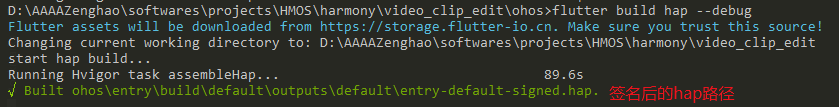 D:\AAAAZenghao\softwares\projects\HMOS\harmony\video_clip_edit\ohos>flutter build hap --debug
Flutter assets will be downloaded from https://storage.flutter-io.cn. Make sure you trust this source!
Changing current working directory to: D:\AAAAZenghao\softwares\projects\HMOS\harmony\video_clip_edit
start hap build...
Running Hvigor task assembleHap... 89.6s
√ Built ohos\entry\build\default\outputs\default\entry-default-signed.hap. 签名后的hap路径